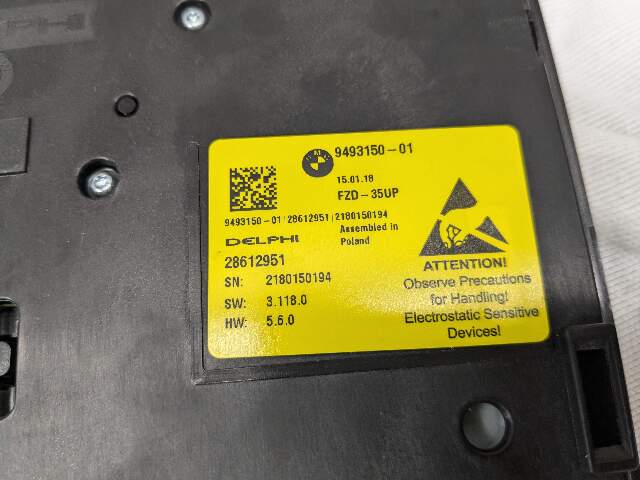 9493150-01
15.01.18
FZD-35UP
9493150-01|28612951|2180150194
DELPHI
Assembled in
Poland
28612951
SN: 2180150194
SW: 3.118.0
HW: 5.6.0
ATTENTION!
Observe Precautions
for Handling!
Electrostatic Sensitive
Devices!